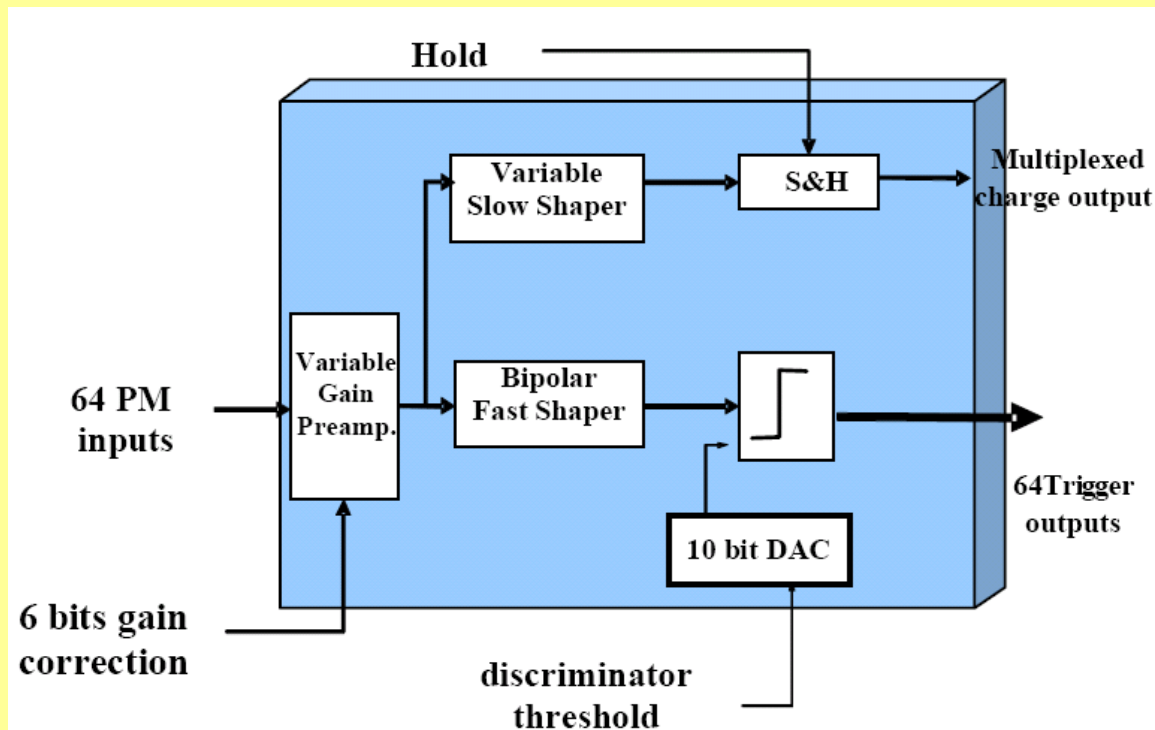 Hold
Variable
Slow Shaper
S&H
Multiplexed
charge output
64 PM
inputs
Variable
Gain
Preamp.
Bipolar
Fast Shaper
64Trigger
outputs
10 bit DAC
6 bits gain
correction
discriminator
threshold